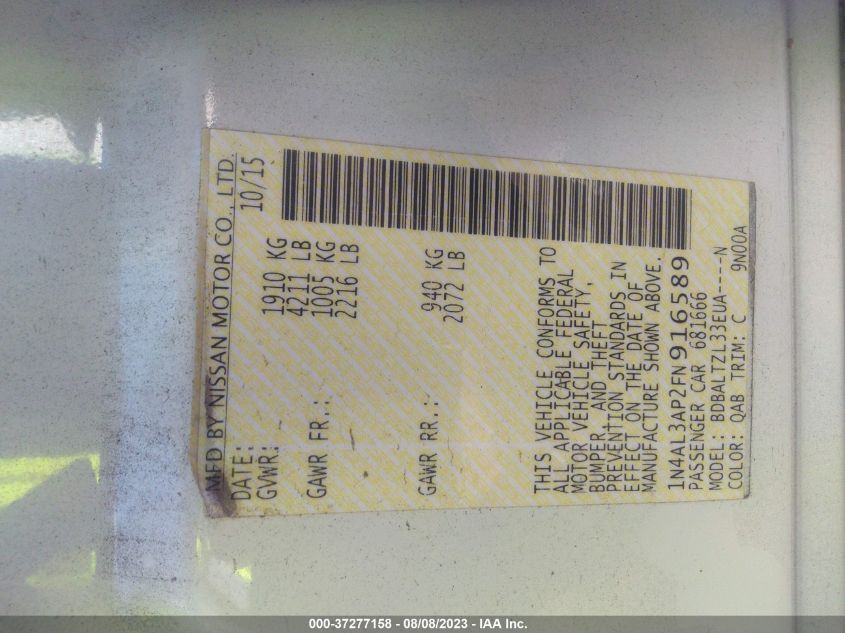 MFD BY NISSAN MOTOR CO., LTD.
DATE: 10/15
GVWR: 1910 KG
4211 LB
GAWR FR.: 1005 KG
2216 LB
GAWR RR.: 940 KG
2072 LB
THIS VEHICLE CONFORMS TO
ALL APPLICABLE FEDERAL
MOTOR VEHICLE SAFETY,
BUMPER, AND THEFT
PREVENTION STANDARDS IN
EFFECT ON THE DATE OF
MANUFACTURE SHOWN ABOVE.
1N4AL3AP2FN916589
PASSENGER CAR 681666
MODEL: BDBALTZL33EUA----N
COLOR: QAB TRIM: C 9N00A
000-37277158 - 08/08/2023 - IAA Inc.